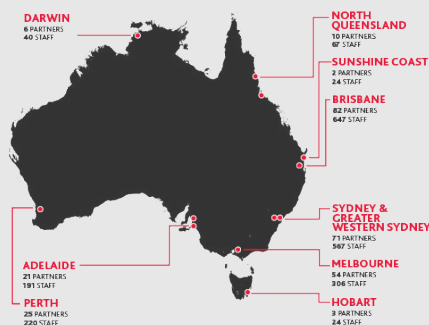 DARWIN
6 PARTNERS
40 STAFF
NORTH
QUEENSLAND
10 PARTNERS
67 STAFF
SUNSHINE COAST
2 PARTNERS
24 STAFF
BRISBANE
82 PARTNERS
647 STAFF
SYDNEY &
GREATER
WESTERN SYDNEY
71 PARTNERS
567 STAFF
ADELAIDE
21 PARTNERS
191 STAFF
MELBOURNE
54 PARTNERS
306 STAFF
PERTH
25 PARTNERS
220 STAFF
HOBART
3 PARTNERS
24 STAFF